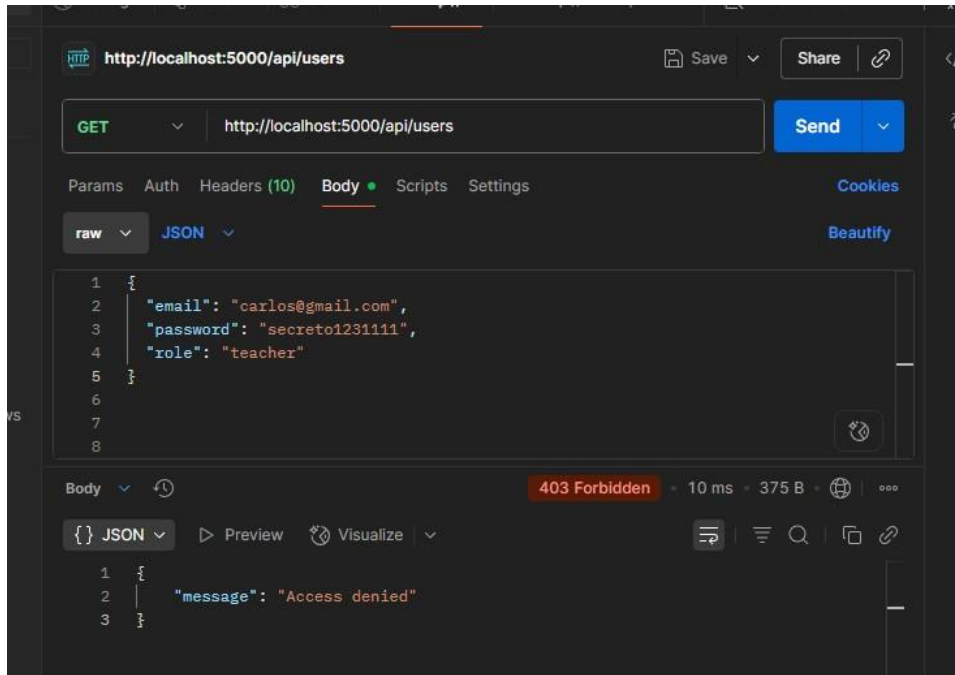 HTTP http://localhost:5000/api/users Save Share
GET http://localhost:5000/api/users Send
Params Auth Headers (10) Body Scripts Settings Cookies
raw JSON Beautify
1 {
2 "email": "carlos@gmail.com",
3 "password": "secreto1231111",
4 "role": "teacher"
5 }
6
7
8
Body 403 Forbidden 10 ms 375 B
{} JSON Preview Visualize
1 {
2 "message": "Access denied"
3 }